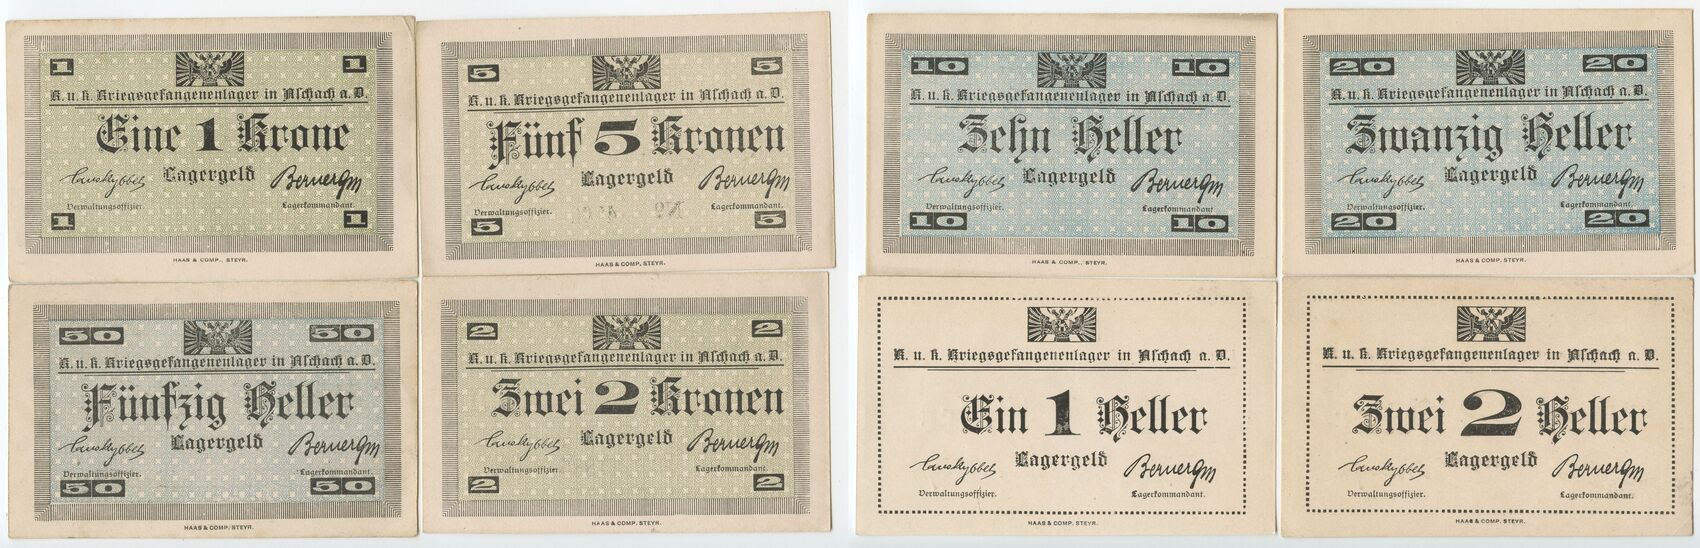 1 1
K. u. k. Kriegsgefangenenlager in Aschach a. D.
Eine 1 Krone
Lagergeld
Verwaltungsoffizier. Lagerkommandant.
1 1
HAAS & COMP., STEYR.
5 5
K. u. k. Kriegsgefangenenlager in Aschach a. D.
Fünf 5 Kronen
Lagergeld
Verwaltungsoffizier. Lagerkommandant.
5 5
HAAS & COMP. STEYR.
10 10
K. u. k. Kriegsgefangenenlager in Aschach a. D.
Zehn Heller
Lagergeld
Verwaltungsoffizier. Lagerkommandant
10 10
HAAS & COMP., STEYR.
20 20
K. u. k. Kriegsgefangenenlager in Aschach a. D.
Zwanzig Heller
Lagergeld
Verwaltungsoffizier. Lagerkommandant.
20 20
HAAS & COMP. STEYR.
50 50
K. u. k. Kriegsgefangenenlager in Aschach a. D.
Fünfzig Heller
Lagergeld
Verwaltungsoffizier. Lagerkommandant.
50 50
HAAS & COMP. STEYR.
2 2
K. u. k. Kriegsgefangenenlager in Aschach a. D.
Zwei 2 Kronen
Lagergeld
Verwaltungsoffizier. Lagerkommandant.
2 2
HAAS & COMP. STEYR.
K. u. k. Kriegsgefangenenlager in Aschach a. D.
Ein 1 Heller
Lagergeld
Verwaltungsoffizier. Lagerkommandant.
HAAS & COMP. STEYR.
K. u. k. Kriegsgefangenenlager in Aschach a. D.
Zwei 2 Heller
Lagergeld
Verwaltungsoffizier. Lagerkommandant.
HAAS & COMP. STEYR.